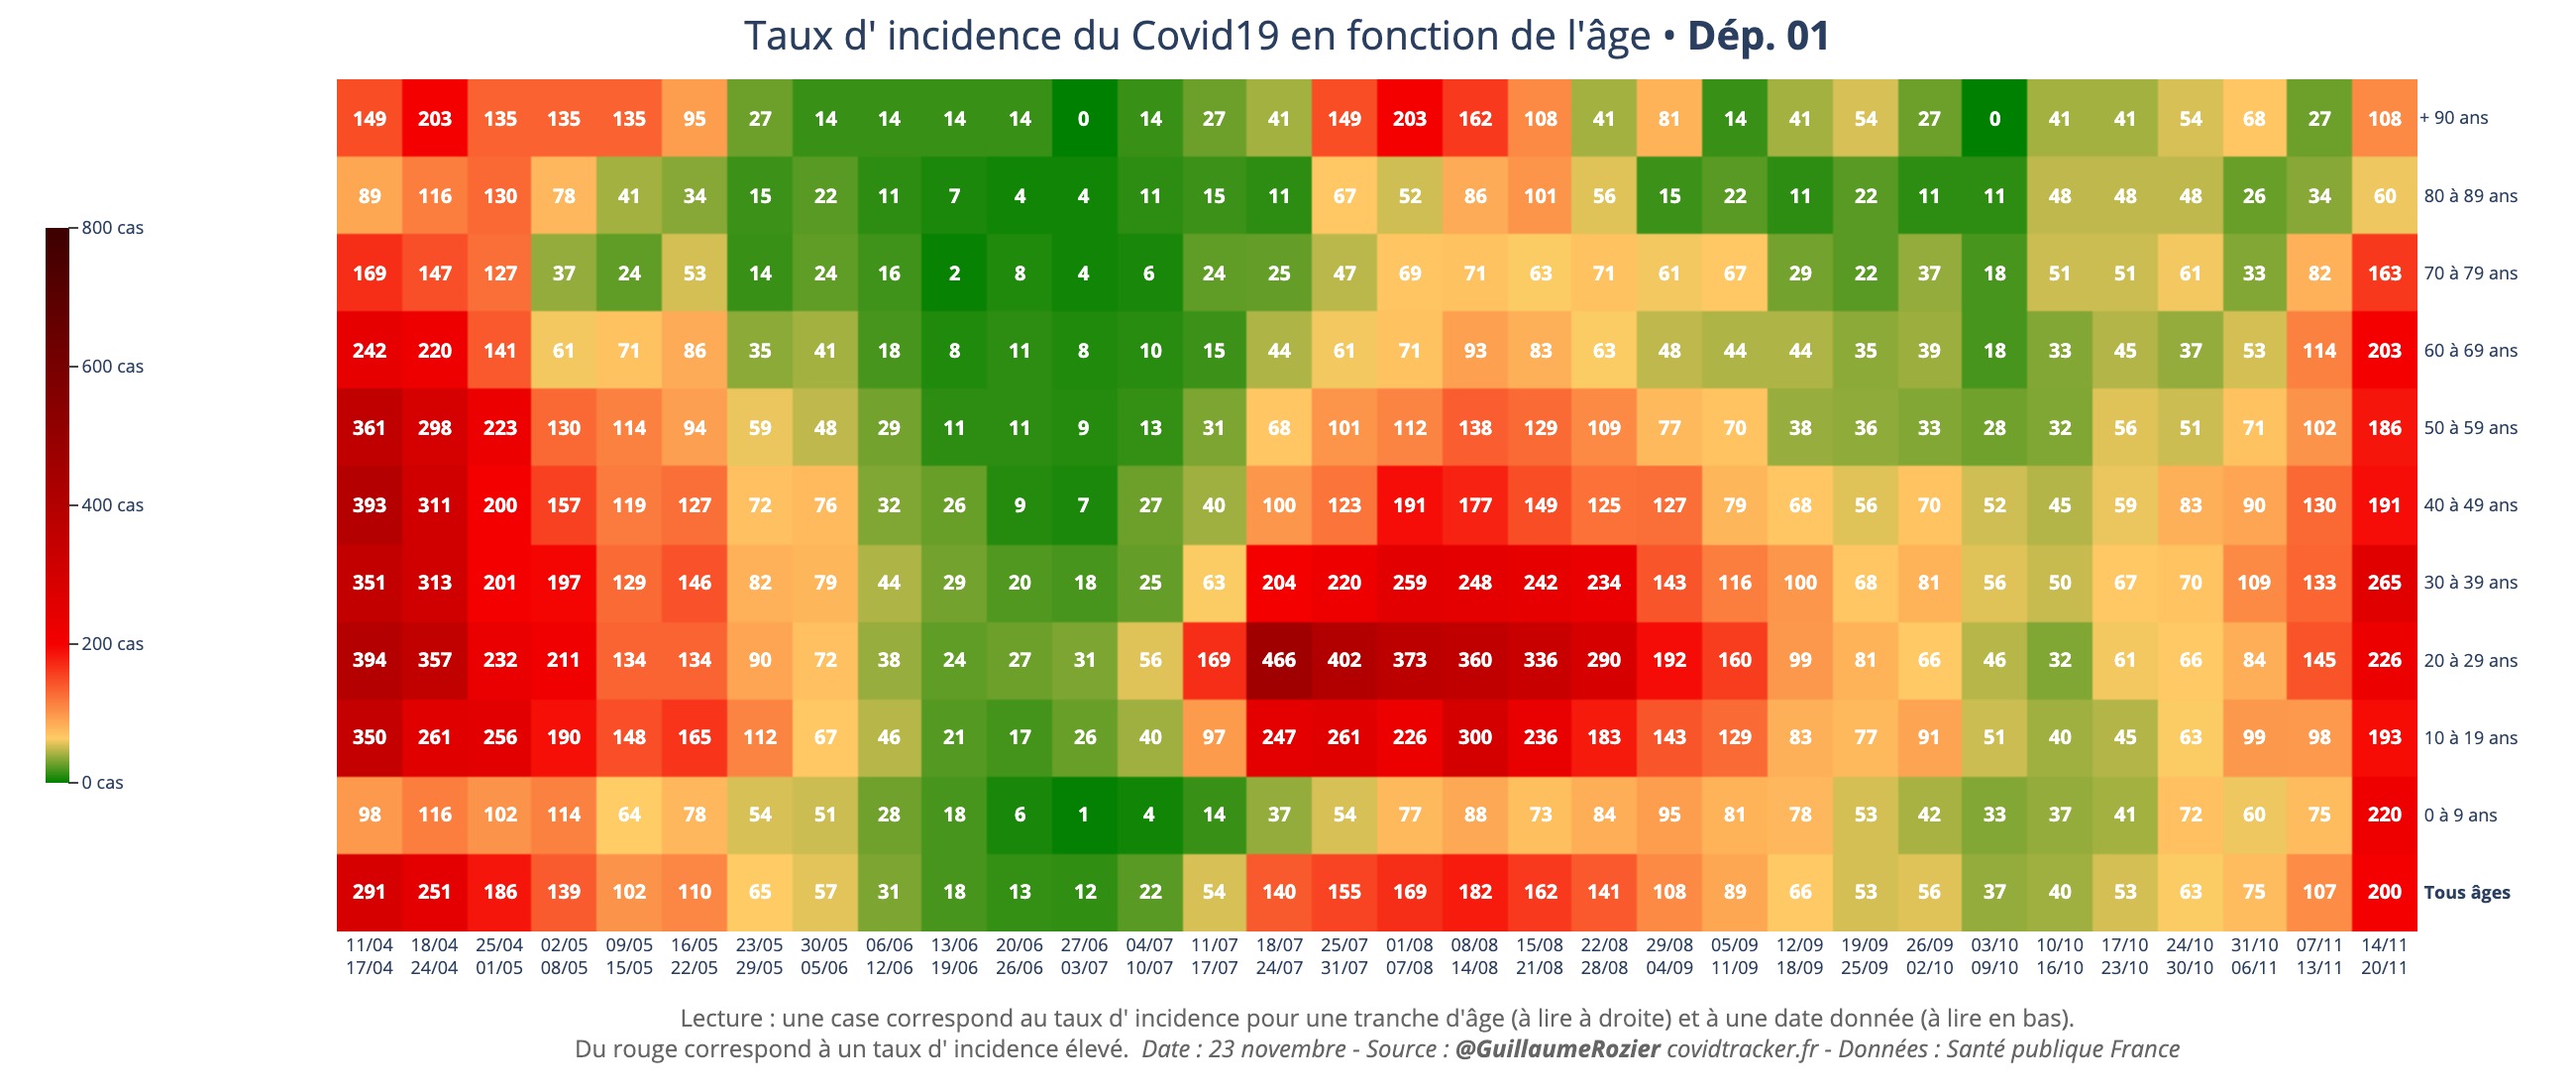 Taux d' incidence du Covid19 en fonction de l'âge • Dép. 01
800 cas
600 cas
400 cas
200 cas
0 cas
149 203 135 135 135 95 27 14 14 14 14 0 14 27 41 149 203 162 108 41 81 14 41 54 27 0 41 41 54 68 27 108 + 90 ans
89 116 130 78 41 34 15 22 11 7 4 4 11 15 11 67 52 86 101 56 15 22 11 22 11 11 48 48 48 26 34 60 80 à 89 ans
169 147 127 37 24 53 14 24 16 2 8 4 6 24 25 47 69 71 63 71 61 67 29 22 37 18 51 51 61 33 82 163 70 à 79 ans
242 220 141 61 71 86 35 41 18 8 11 8 10 15 44 61 71 93 83 63 48 44 44 35 39 18 33 45 37 53 114 203 60 à 69 ans
361 298 223 130 114 94 59 48 29 11 11 9 13 31 68 101 112 138 129 109 77 70 38 36 33 28 32 56 51 71 102 186 50 à 59 ans
393 311 200 157 119 127 72 76 32 26 9 7 27 40 100 123 191 177 149 125 127 79 68 56 70 52 45 59 83 90 130 191 40 à 49 ans
351 313 201 197 129 146 82 79 44 29 20 18 25 63 204 220 259 248 242 234 143 116 100 68 81 56 50 67 70 109 133 265 30 à 39 ans
394 357 232 211 134 134 90 72 38 24 27 31 56 169 466 402 373 360 336 290 192 160 99 81 66 46 32 61 66 84 145 226 20 à 29 ans
350 261 256 190 148 165 112 67 46 21 17 26 40 97 247 261 226 300 236 183 143 129 83 77 91 51 40 45 63 99 98 193 10 à 19 ans
98 116 102 114 64 78 54 51 28 18 6 1 4 14 37 54 77 88 73 84 95 81 78 53 42 33 37 41 72 60 75 220 0 à 9 ans
291 251 186 139 102 110 65 57 31 18 13 12 22 54 140 155 169 182 162 141 108 89 66 53 56 37 40 53 63 75 107 200 Tous âges
11/04 18/04 25/04 02/05 09/05 16/05 23/05 30/05 06/06 13/06 20/06 27/06 04/07 11/07 18/07 25/07 01/08 08/08 15/08 22/08 29/08 05/09 12/09 19/09 26/09 03/10 10/10 17/10 24/10 31/10 07/11 14/11
17/04 24/04 01/05 08/05 15/05 22/05 29/05 05/06 12/06 19/06 26/06 03/07 10/07 17/07 24/07 31/07 07/08 14/08 21/08 28/08 04/09 11/09 18/09 25/09 02/10 09/10 16/10 23/10 30/10 06/11 13/11 20/11
Lecture : une case correspond au taux d' incidence pour une tranche d'âge (à lire à droite) et à une date donnée (à lire en bas).
Du rouge correspond à un taux d' incidence élevé. Date : 23 novembre - Source : @GuillaumeRozier covidtracker.fr - Données : Santé publique France